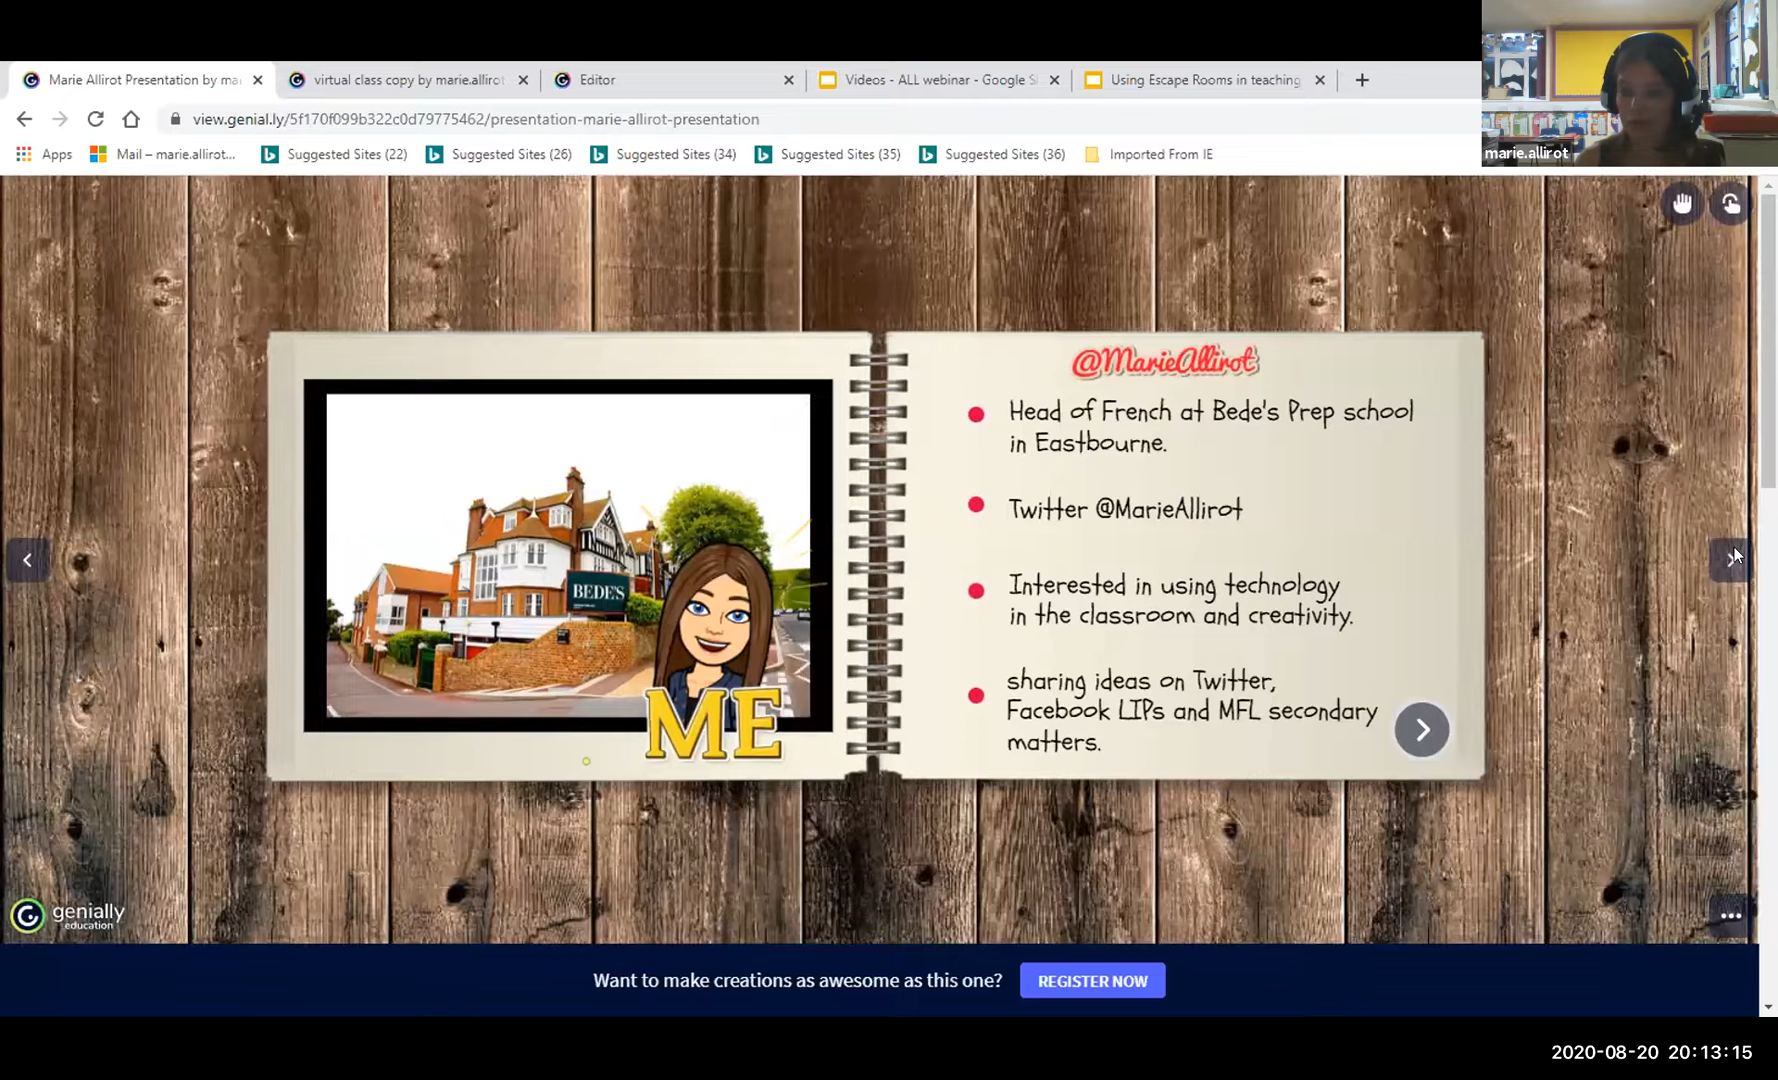 Marie Allirot Presentation by ma
virtual class copy by marie.allirot
Editor
Videos - ALL webinar - Google Sl
Using Escape Rooms in teaching
view.genial.ly/5f170f099b322c0d79775462/presentation-marie-allirot-presentation
Apps
Mail – marie.allirot...
Suggested Sites (22)
Suggested Sites (26)
Suggested Sites (34)
Suggested Sites (35)
Suggested Sites (36)
Imported From IE
marie.allirot
@MarieAllirot
BEDE'S
ME
Head of French at Bede's Prep school
in Eastbourne.
Twitter @MarieAllirot
Interested in using technology
in the classroom and creativity.
sharing ideas on Twitter,
Facebook LIPs and MFL secondary
matters.
genially
education
Want to make creations as awesome as this one?
REGISTER NOW
2020-08-20 20:13:15